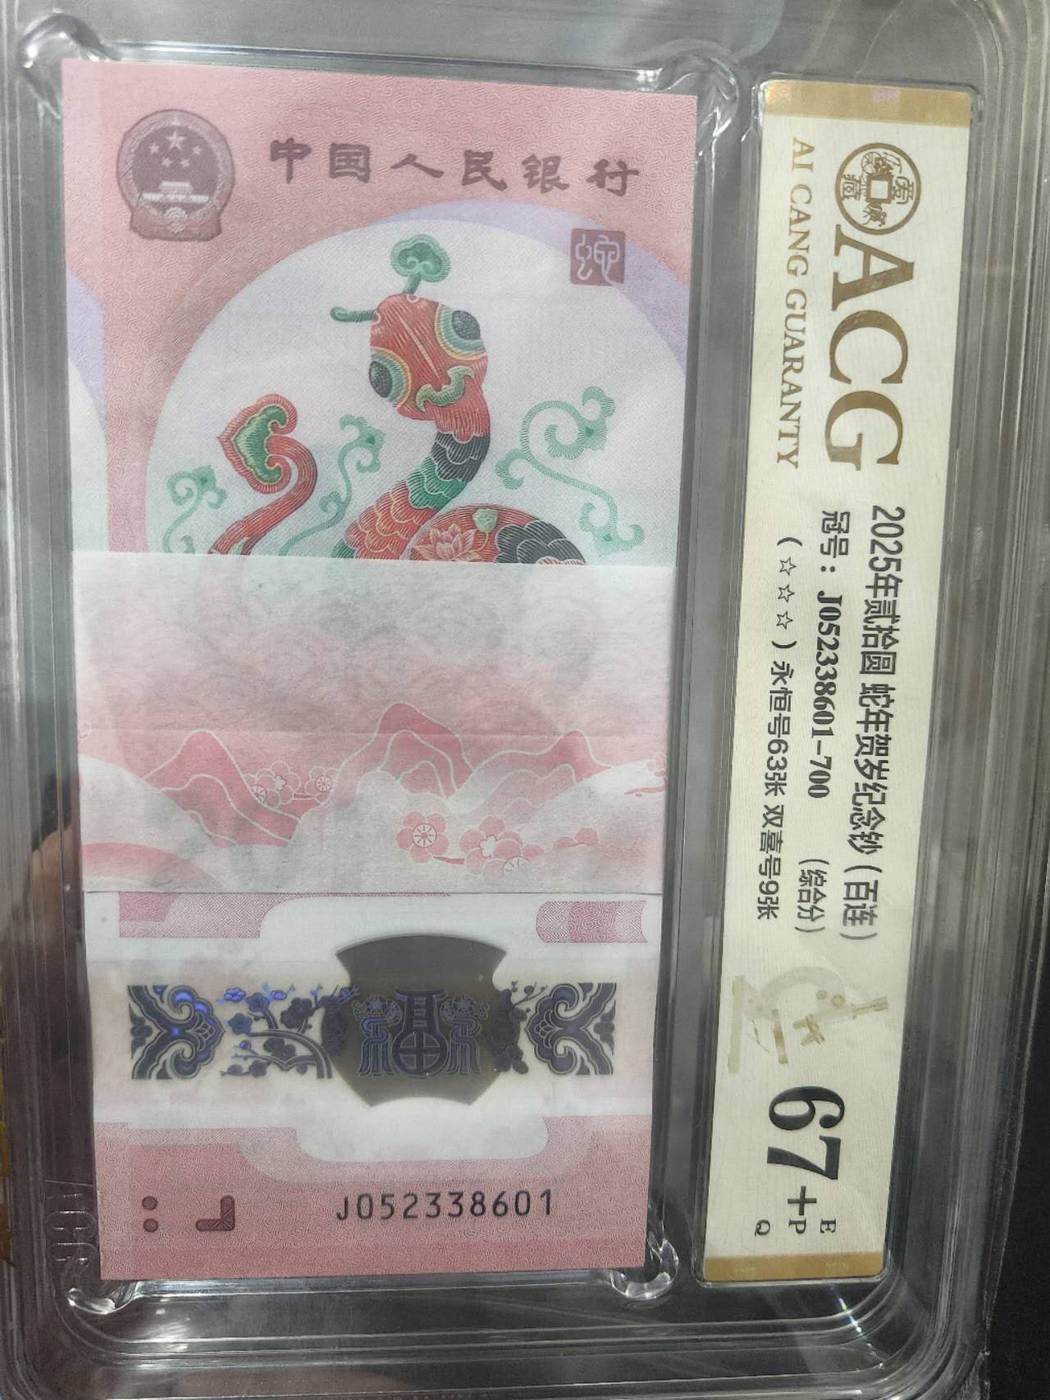 中国人民银行
J052338601
ACG
AI CANG GUARANTY
2025年贰拾圆 蛇年贺岁纪念钞（百连）
冠号：J052338601-700 （综合分）
（☆☆☆）永恒号63张 双喜号9张
67+
E
P
Q